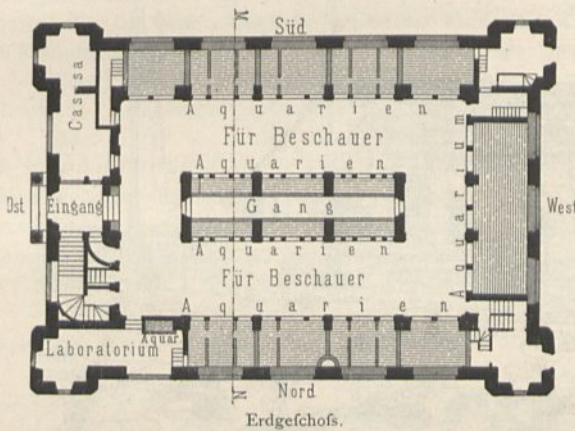 M
Süd
Cassa
Aquarien
Für Beschauer
Aquarien
Ost
Eingang
Gang
Aquarium
West
Aquarien
Für Beschauer
Aquarien
Laboratorium
Aquar.
N
Nord
Erdgeſchoſs.